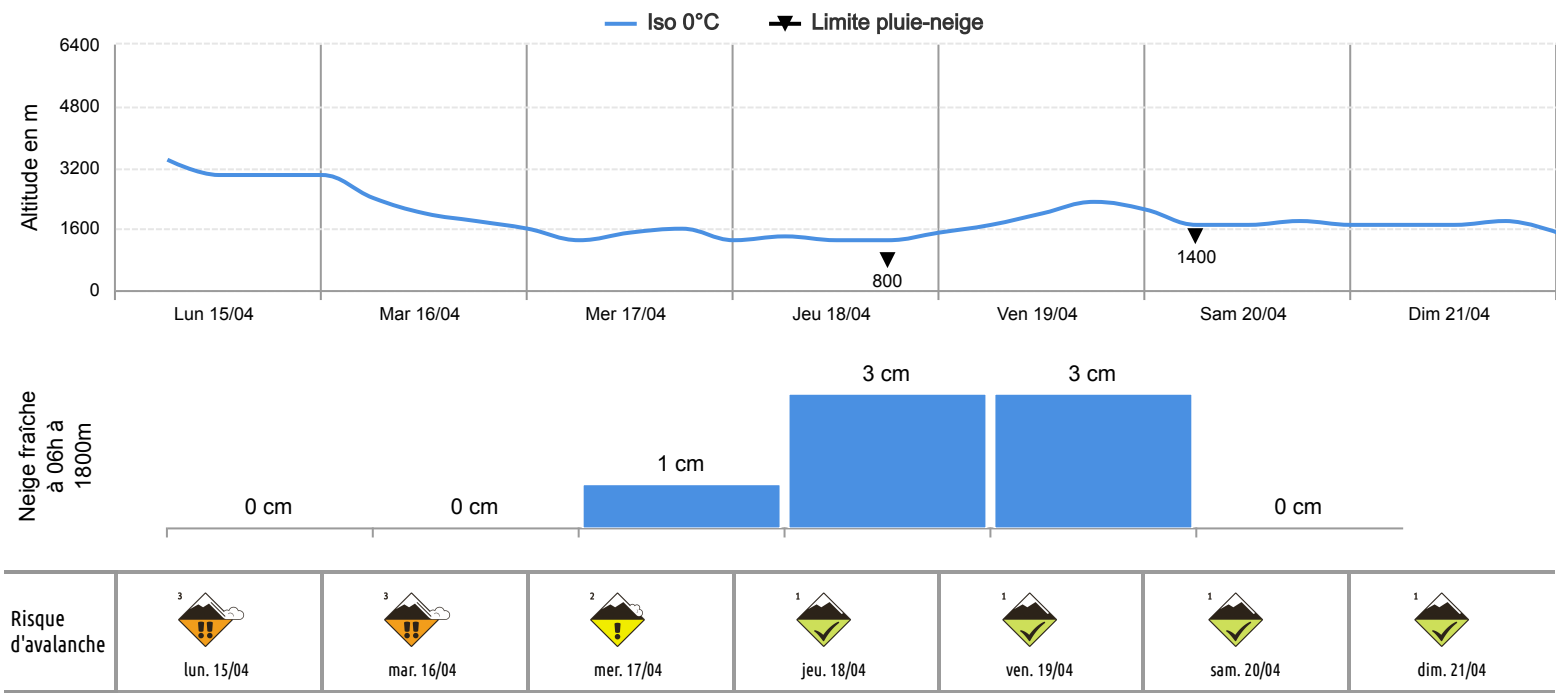 Iso 0°C Limite pluie-neige
Altitude en m
6400
4800
3200
1600
0
800
1400
Lun 15/04 Mar 16/04 Mer 17/04 Jeu 18/04 Ven 19/04 Sam 20/04 Dim 21/04
Neige fraîche
à 06h à
1800m
0 cm 0 cm 1 cm 3 cm 3 cm 0 cm
Risque
d'avalanche
3 3 2 1 1 1 1
!! !! !
lun. 15/04 mar. 16/04 mer. 17/04 jeu. 18/04 ven. 19/04 sam. 20/04 dim. 21/04